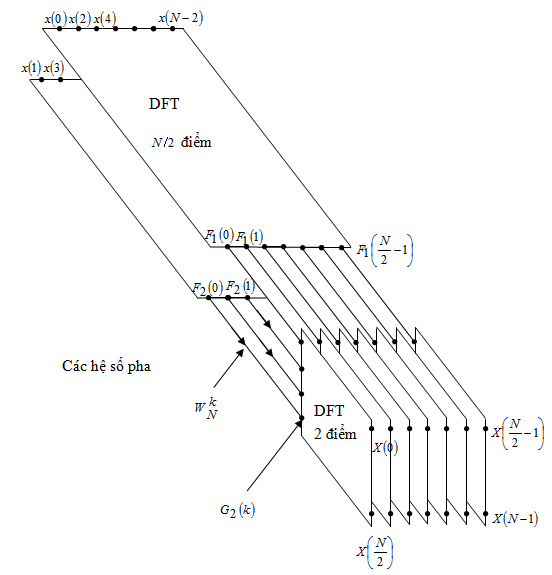 x(0) x(2) x(4) x(N−2)
x(1) x(3)
DFT
N/2 điểm
F₁(0) F₁(1)
F₁(N/2 −1)
F₂(0) F₂(1)
Các hệ số pha
W_N^k
DFT
2 điểm
X(0)
X(N/2 −1)
G₂(k)
X(N−1)
X(N/2)